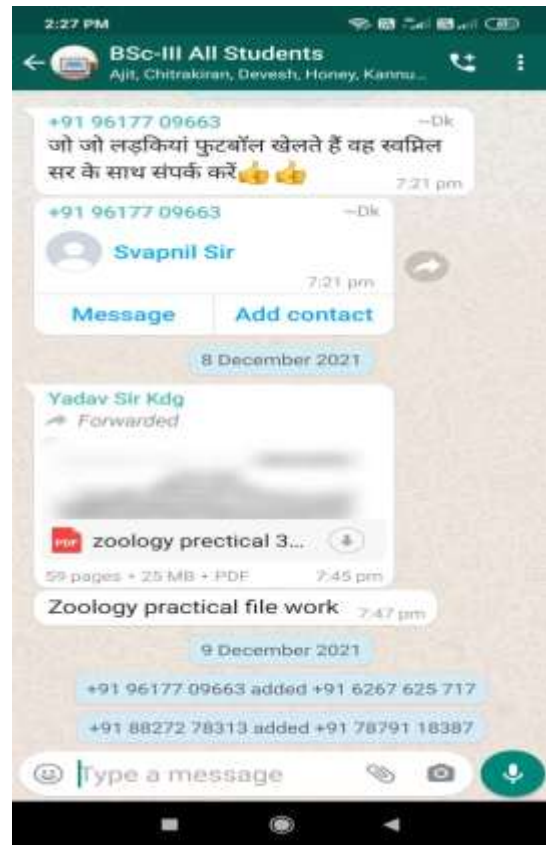 2:27 PM
BSc-III All Students
Ajit, Chitrakiran, Devesh, Honey, Kannu...
+91 96177 09663 ~Dk
जो जो लड़कियां फुटबॉल खेलते हैं वह स्वप्निल
सर के साथ संपर्क करें👍👍
7:21 pm
+91 96177 09663 ~Dk
Svapnil Sir
7:21 pm
Message Add contact
8 December 2021
Yadav Sir Kdg
Forwarded
PDF zoology prectical 3...
59 pages • 25 MB • PDF 7:45 pm
Zoology practical file work 7:47 pm
9 December 2021
+91 96177 09663 added +91 6267 625 717
+91 88272 78313 added +91 78791 18387
Type a message